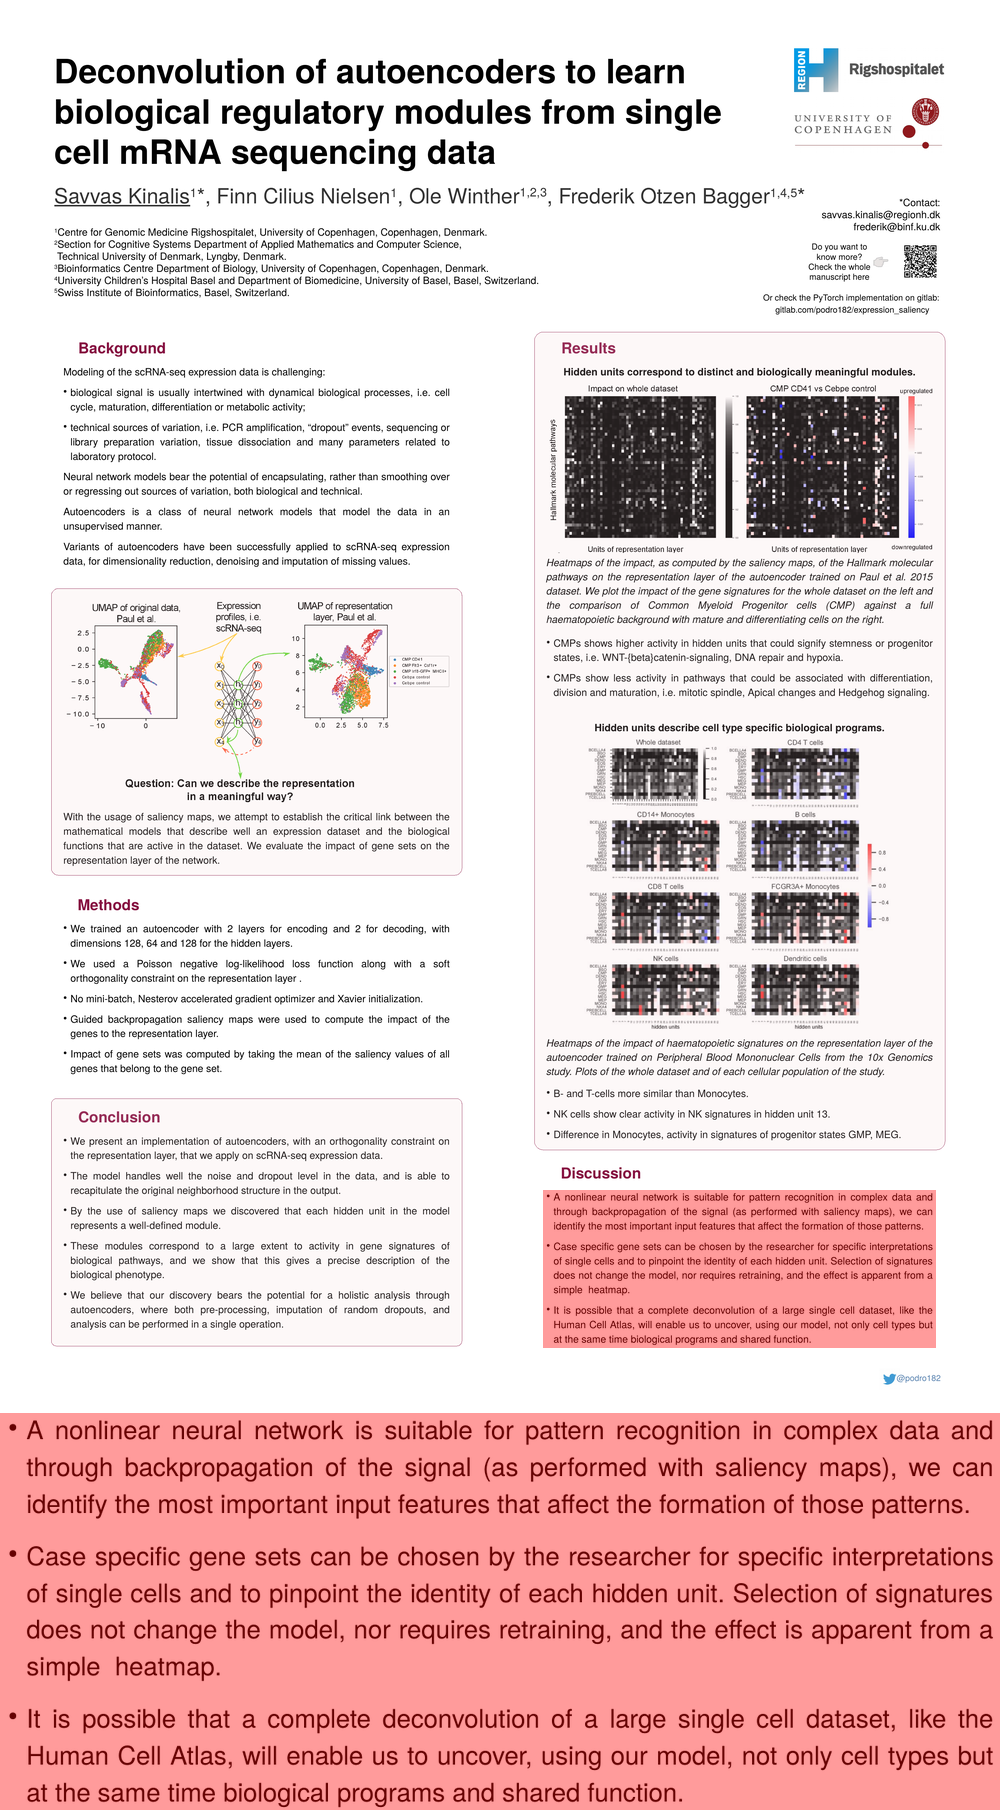 Deconvolution of autoencoders to learn
biological regulatory modules from single
cell mRNA sequencing data
REGION
Rigshospitalet
UNIVERSITY OF
COPENHAGEN
Savvas Kinalis1*, Finn Cilius Nielsen1, Ole Winther1,2,3, Frederik Otzen Bagger1,4,5*
1Centre for Genomic Medicine Rigshospitalet, University of Copenhagen, Copenhagen, Denmark.
2Section for Cognitive Systems Department of Applied Mathematics and Computer Science,
Technical University of Denmark, Lyngby, Denmark.
3Bioinformatics Centre Department of Biology, University of Copenhagen, Copenhagen, Denmark.
4University Children's Hospital Basel and Department of Biomedicine, University of Basel, Basel, Switzerland.
5Swiss Institute of Bioinformatics, Basel, Switzerland.
*Contact:
savvas.kinalis@regionh.dk
frederik@binf.ku.dk
Do you want to
know more?
Check the whole
manuscript here
Or check the PyTorch implementation on gitlab:
gitlab.com/podro182/expression_saliency
Background
Modeling of the scRNA-seq expression data is challenging:
• biological signal is usually intertwined with dynamical biological processes, i.e. cell
cycle, maturation, differentiation or metabolic activity;
• technical sources of variation, i.e. PCR amplification, “dropout” events, sequencing or
library preparation variation, tissue dissociation and many parameters related to
laboratory protocol.
Neural network models bear the potential of encapsulating, rather than smoothing over
or regressing out sources of variation, both biological and technical.
Autoencoders is a class of neural network models that model the data in an
unsupervised manner.
Variants of autoencoders have been successfully applied to scRNA-seq expression
data, for dimensionality reduction, denoising and imputation of missing values.
UMAP of original data,
Paul et al.
Expression
profiles, i.e.
scRNA-seq
UMAP of representation
layer, Paul et al.
2.5
0.0
−2.5
−5.0
−7.5
−10.0
−10
0
10
8
6
4
2
0.0 2.5 5.0 7.5
CMP CD41
Cebpe control
Cebpa control
Question: Can we describe the representation
in a meaningful way?
With the usage of saliency maps, we attempt to establish the critical link between the
mathematical models that describe well an expression dataset and the biological
functions that are active in the dataset. We evaluate the impact of gene sets on the
representation layer of the network.
Methods
• We trained an autoencoder with 2 layers for encoding and 2 for decoding, with
dimensions 128, 64 and 128 for the hidden layers.
• We used a Poisson negative log-likelihood loss function along with a soft
orthogonality constraint on the representation layer .
• No mini-batch, Nesterov accelerated gradient optimizer and Xavier initialization.
• Guided backpropagation saliency maps were used to compute the impact of the
genes to the representation layer.
• Impact of gene sets was computed by taking the mean of the saliency values of all
genes that belong to the gene set.
Conclusion
• We present an implementation of autoencoders, with an orthogonality constraint on
the representation layer, that we apply on scRNA-seq expression data.
• The model handles well the noise and dropout level in the data, and is able to
recapitulate the original neighborhood structure in the output.
• By the use of saliency maps we discovered that each hidden unit in the model
represents a well-defined module.
• These modules correspond to a large extent to activity in gene signatures of
biological pathways, and we show that this gives a precise description of the
biological phenotype.
• We believe that our discovery bears the potential for a holistic analysis through
autoencoders, where both pre-processing, imputation of random dropouts, and
analysis can be performed in a single operation.
Results
Hidden units correspond to distinct and biologically meaningful modules.
Impact on whole dataset
CMP CD41 vs Cebpe control
upregulated
Hallmark molecular pathways
Units of representation layer
Units of representation layer
downregulated
Heatmaps of the impact, as computed by the saliency maps, of the Hallmark molecular
pathways on the representation layer of the autoencoder trained on Paul et al. 2015
dataset. We plot the impact of the gene signatures for the whole dataset on the left and
the comparison of Common Myeloid Progenitor cells (CMP) against a full
haematopoietic background with mature and differentiating cells on the right.
• CMPs shows higher activity in hidden units that could signify stemness or progenitor
states, i.e. WNT-{beta}catenin-signaling, DNA repair and hypoxia.
• CMPs show less activity in pathways that could be associated with differentiation,
division and maturation, i.e. mitotic spindle, Apical changes and Hedgehog signaling.
Hidden units describe cell type specific biological programs.
Whole dataset
CD4 T cells
CD14+ Monocytes
B cells
CD8 T cells
FCGR3A+ Monocytes
NK cells
Dendritic cells
0.8
0.4
0.0
−0.4
−0.8
hidden units
hidden units
Heatmaps of the impact of haematopoietic signatures on the representation layer of the
autoencoder trained on Peripheral Blood Mononuclear Cells from the 10x Genomics
study. Plots of the whole dataset and of each cellular population of the study.
• B- and T-cells more similar than Monocytes.
• NK cells show clear activity in NK signatures in hidden unit 13.
• Difference in Monocytes, activity in signatures of progenitor states GMP, MEG.
Discussion
• A nonlinear neural network is suitable for pattern recognition in complex data and
through backpropagation of the signal (as performed with saliency maps), we can
identify the most important input features that affect the formation of those patterns.
• Case specific gene sets can be chosen by the researcher for specific interpretations
of single cells and to pinpoint the identity of each hidden unit. Selection of signatures
does not change the model, nor requires retraining, and the effect is apparent from a
simple heatmap.
• It is possible that a complete deconvolution of a large single cell dataset, like the
Human Cell Atlas, will enable us to uncover, using our model, not only cell types but
at the same time biological programs and shared function.
@podro182
• A nonlinear neural network is suitable for pattern recognition in complex data and
through backpropagation of the signal (as performed with saliency maps), we can
identify the most important input features that affect the formation of those patterns.
• Case specific gene sets can be chosen by the researcher for specific interpretations
of single cells and to pinpoint the identity of each hidden unit. Selection of signatures
does not change the model, nor requires retraining, and the effect is apparent from a
simple heatmap.
• It is possible that a complete deconvolution of a large single cell dataset, like the
Human Cell Atlas, will enable us to uncover, using our model, not only cell types but
at the same time biological programs and shared function.